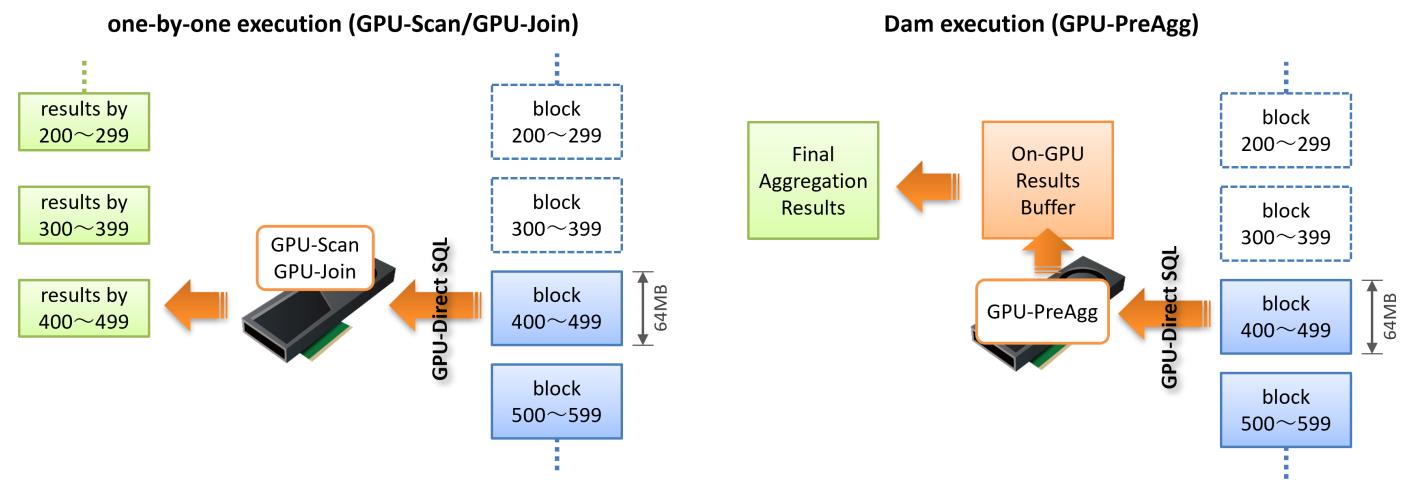 one-by-one execution (GPU-Scan/GPU-Join)
results by
200～299
results by
300～399
results by
400～499
GPU-Scan
GPU-Join
GPU-Direct SQL
block
200～299
block
300～399
block
400～499
64MB
block
500～599
Dam execution (GPU-PreAgg)
Final
Aggregation
Results
On-GPU
Results
Buffer
GPU-PreAgg
GPU-Direct SQL
block
200～299
block
300～399
block
400～499
64MB
block
500～599